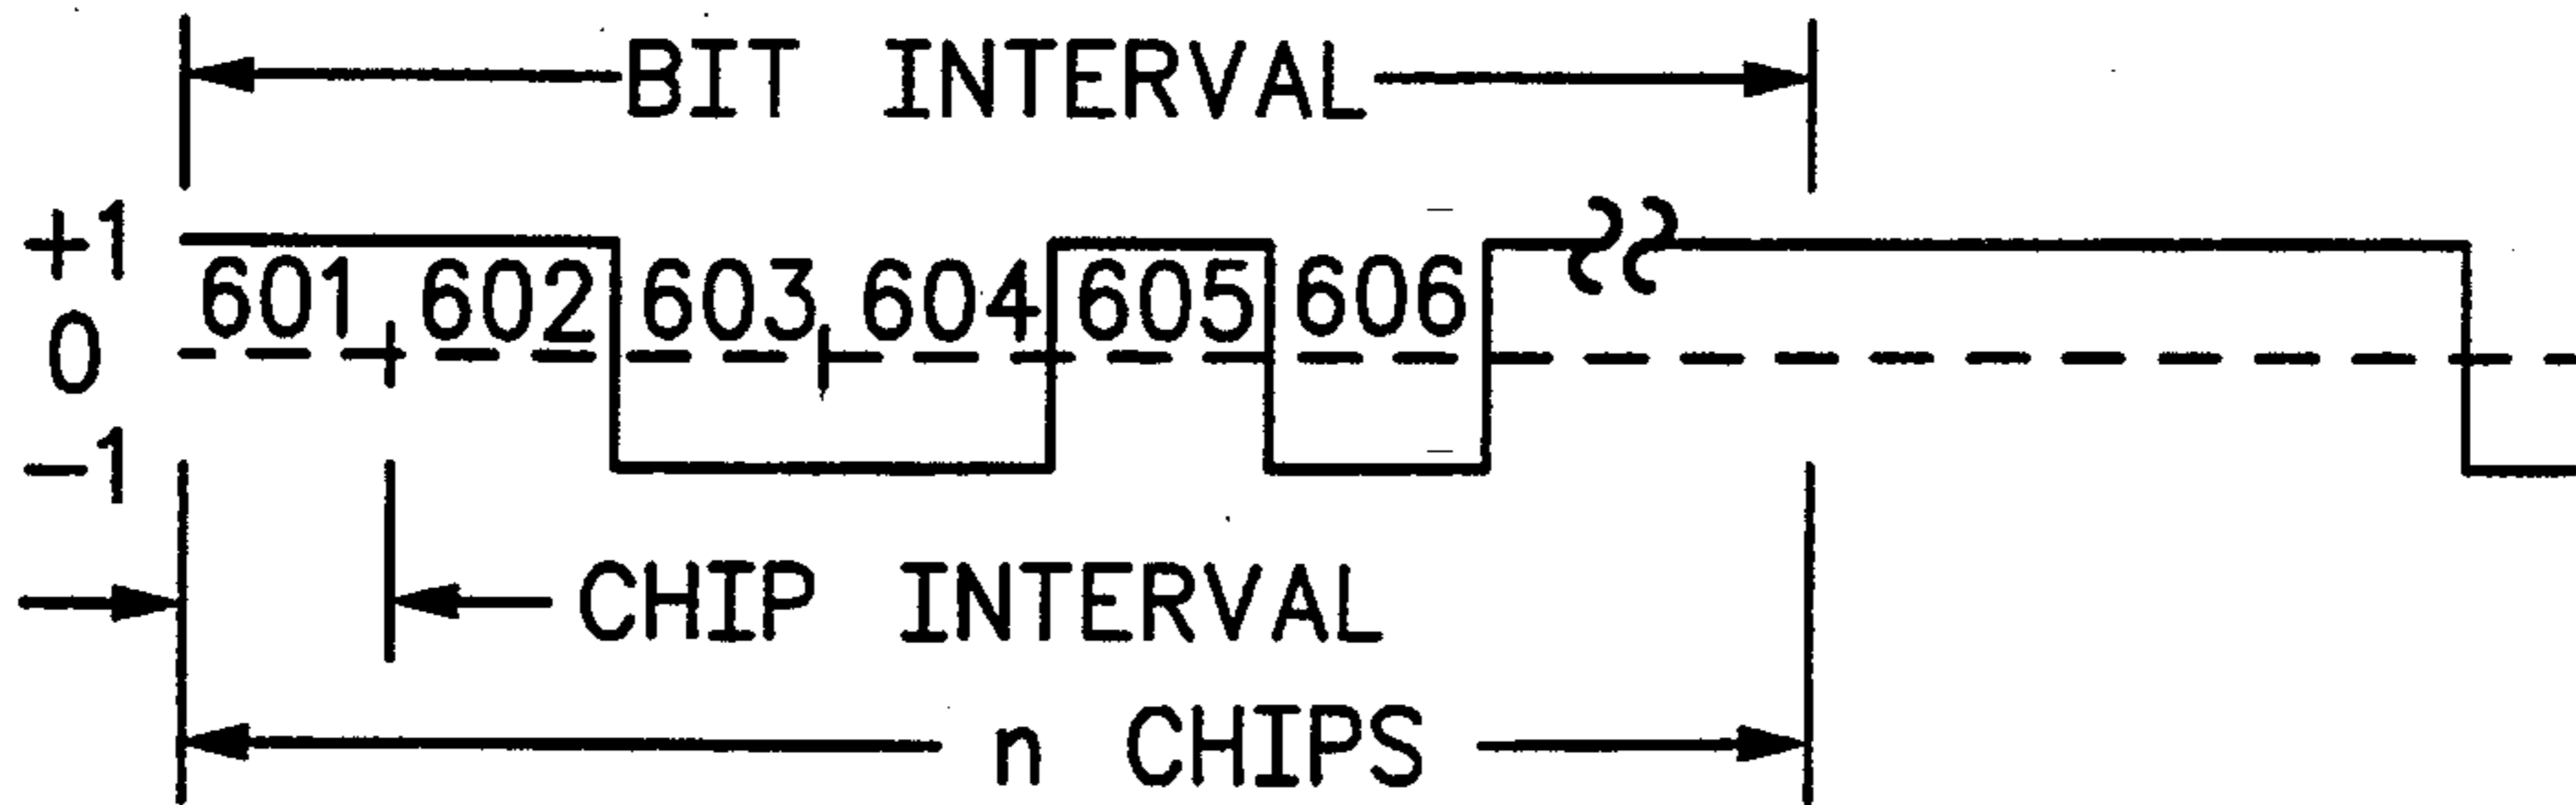 BIT INTERVAL
+1
601 602 603 604 605 606
0
-1
CHIP INTERVAL
n CHIPS